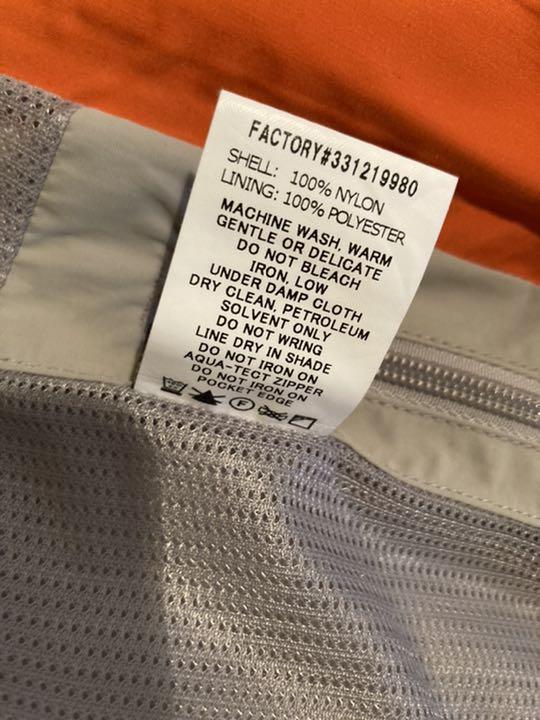 FACTORY#331219980
SHELL: 100% NYLON
LINING: 100% POLYESTER
MACHINE WASH, WARM
GENTLE OR DELICATE
DO NOT BLEACH
IRON, LOW
UNDER DAMP CLOTH
DRY CLEAN, PETROLEUM
SOLVENT ONLY
DO NOT WRING
LINE DRY IN SHADE
DO NOT IRON ON
AQUA-TECT ZIPPER
DO NOT IRON ON
POCKET EDGE
F